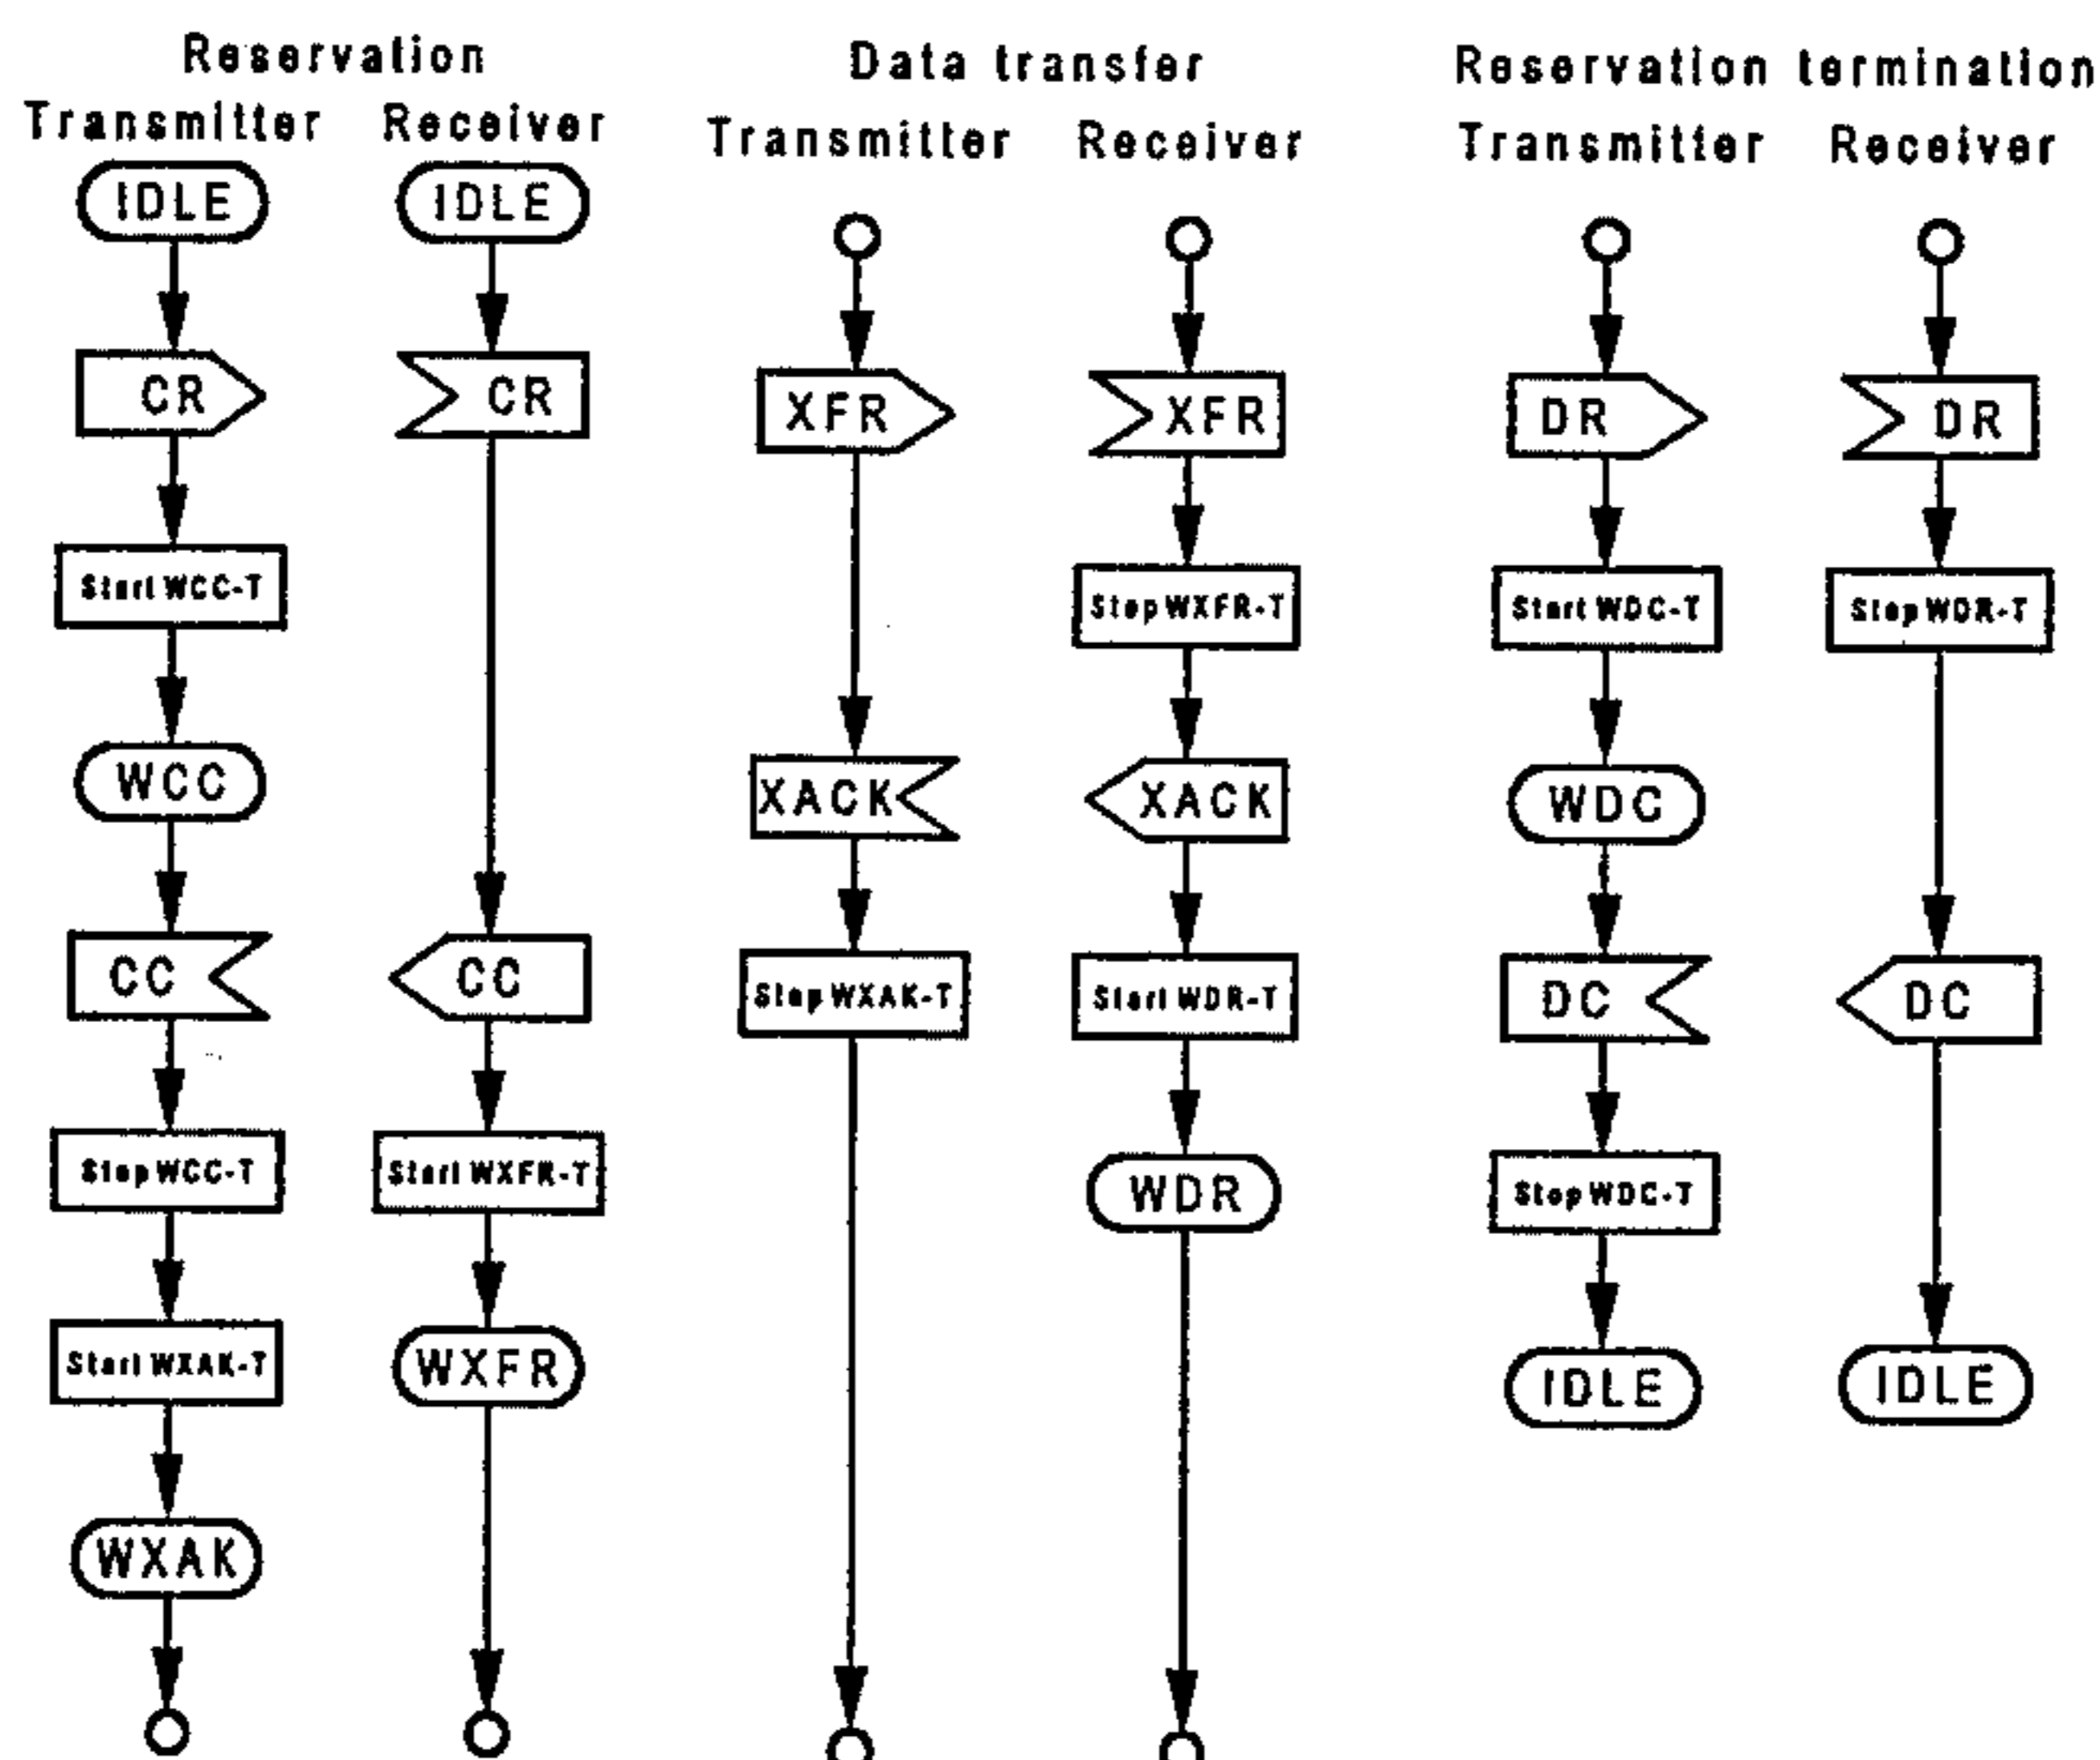 Reservation
Transmitter Receiver
IDLE
CR
Start WCC-T
WCC
CC
Stop WCC-T
Start WXAK-T
WXAK
IDLE
CR
CC
Start WXFR-T
WXFR
Data transfer
Transmitter Receiver
XFR
XACK
Stop WXAK-T
XFR
Stop WXFR-T
XACK
Start WDR-T
WDR
Reservation termination
Transmitter Receiver
DR
Start WDC-T
WDC
DC
Stop WDC-T
IDLE
DR
Stop WDR-T
DC
IDLE